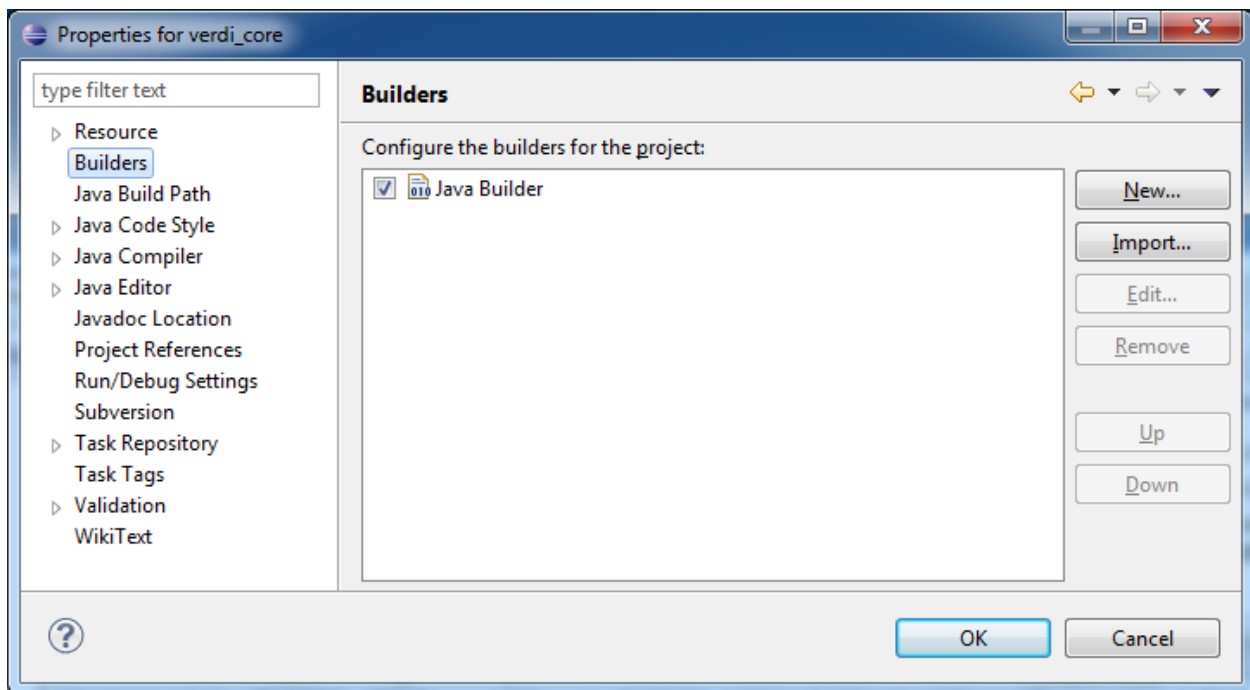 Properties for verdi_core
type filter text
Resource
Builders
Java Build Path
Java Code Style
Java Compiler
Java Editor
Javadoc Location
Project References
Run/Debug Settings
Subversion
Task Repository
Task Tags
Validation
WikiText
Builders
Configure the builders for the project:
010 Java Builder
New...
Import...
Edit...
Remove
Up
Down
?
OK
Cancel